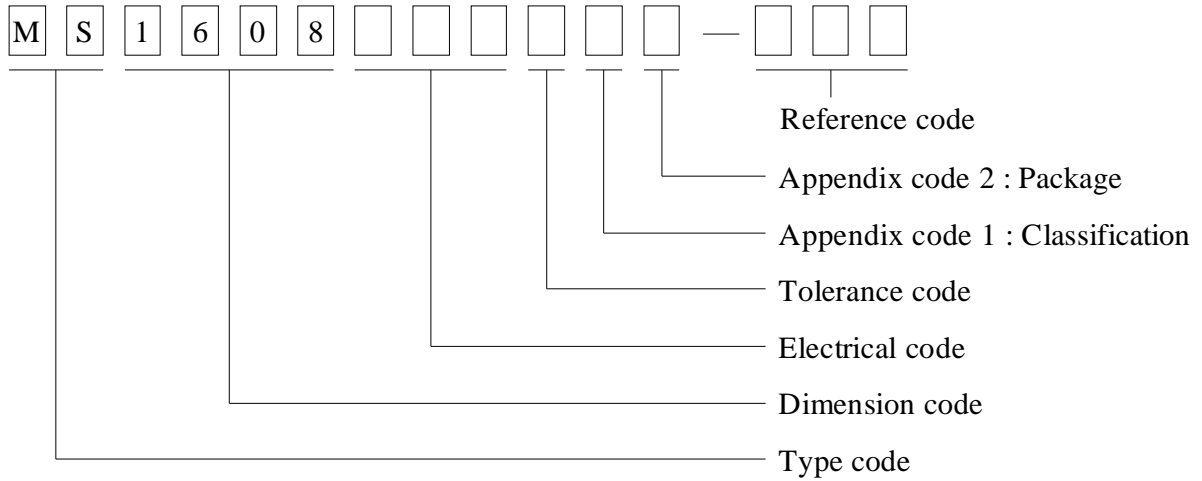 M S 1 6 0 8 —
Reference code
Appendix code 2 : Package
Appendix code 1 : Classification
Tolerance code
Electrical code
Dimension code
Type code